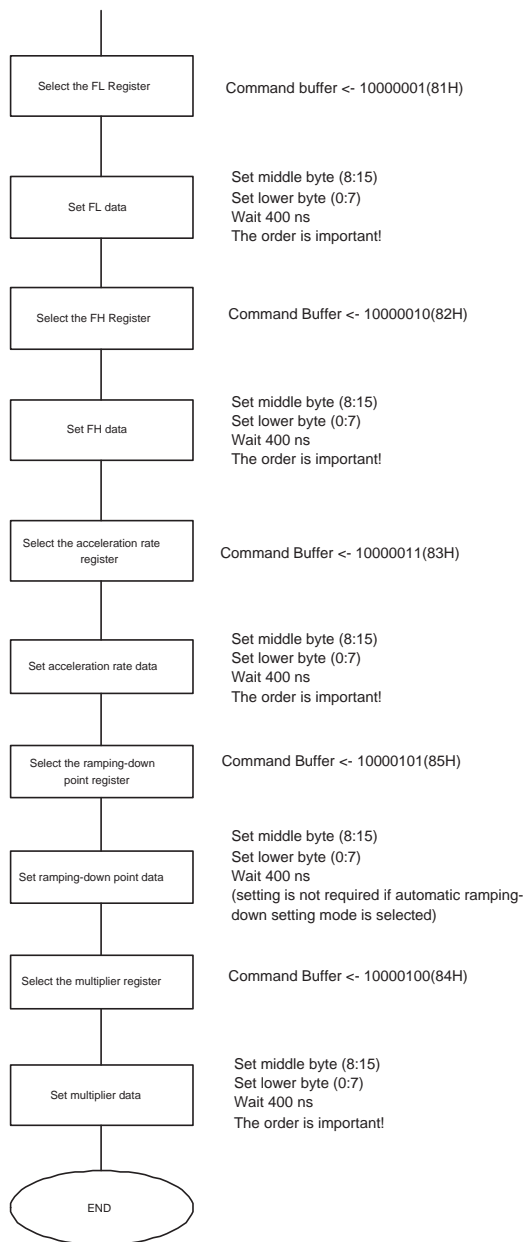 Select the FL Register
Command buffer <- 10000001(81H)
Set FL data
Set middle byte (8:15)
Set lower byte (0:7)
Wait 400 ns
The order is important!
Select the FH Register
Command Buffer <- 10000010(82H)
Set FH data
Set middle byte (8:15)
Set lower byte (0:7)
Wait 400 ns
The order is important!
Select the acceleration rate
register
Command Buffer <- 10000011(83H)
Set acceleration rate data
Set middle byte (8:15)
Set lower byte (0:7)
Wait 400 ns
The order is important!
Select the ramping-down
point register
Command Buffer <- 10000101(85H)
Set ramping-down point data
Set middle byte (8:15)
Set lower byte (0:7)
Wait 400 ns
(setting is not required if automatic ramping-
down setting mode is selected)
Select the multiplier register
Command Buffer <- 10000100(84H)
Set multiplier data
Set middle byte (8:15)
Set lower byte (0:7)
Wait 400 ns
The order is important!
END